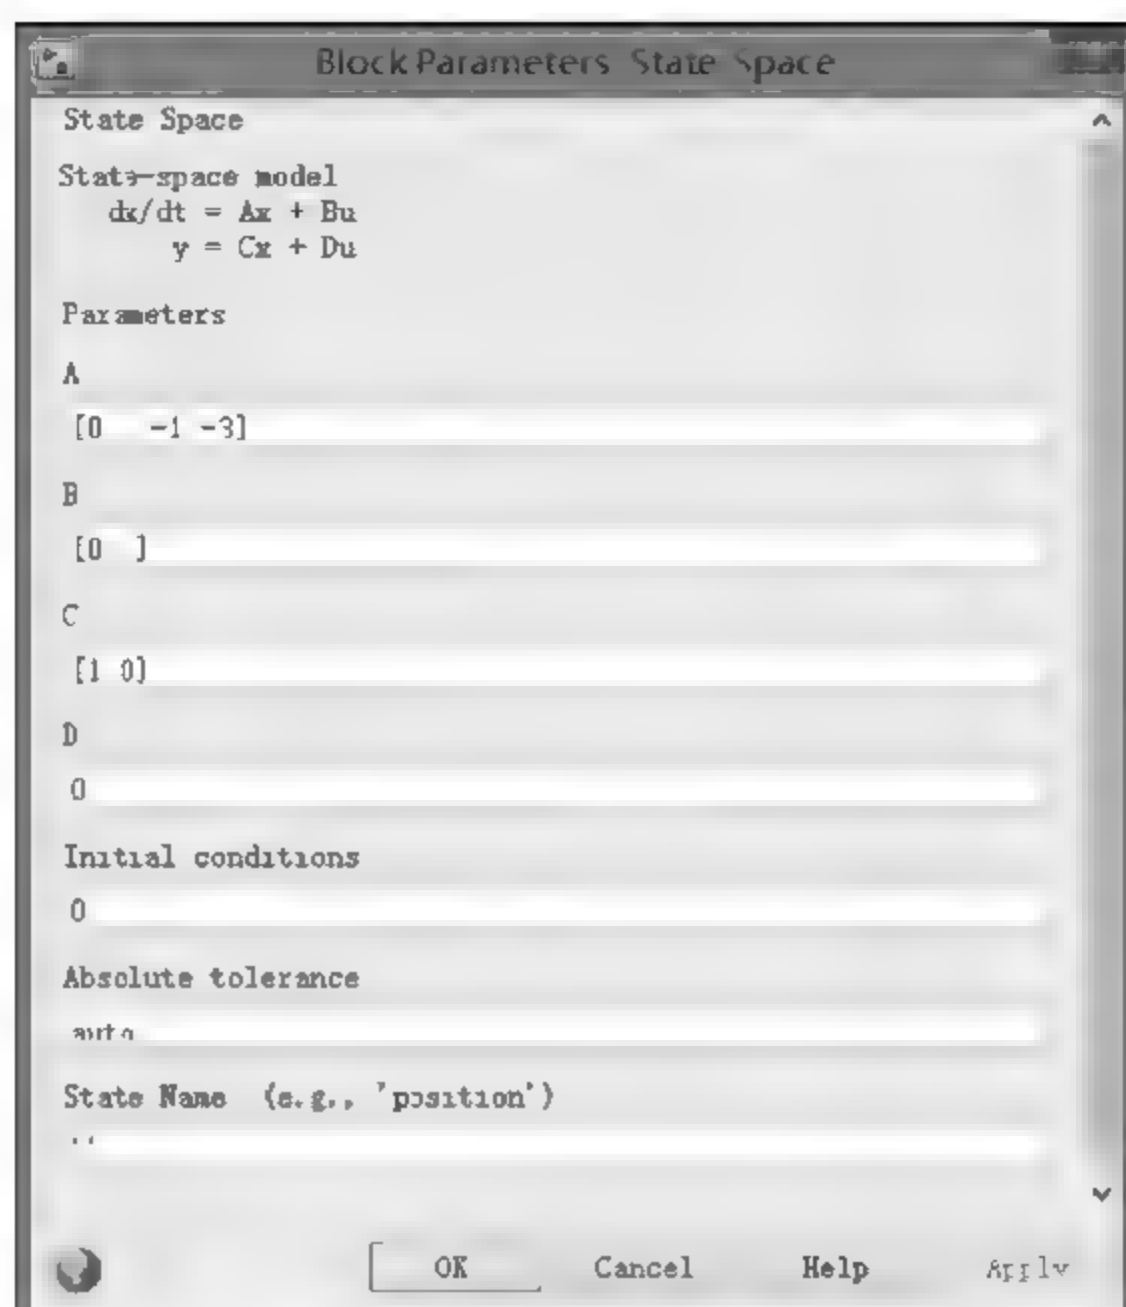 Block Parameters State Space
State Space
State-space model
dx/dt = Ax + Bu
y = Cx + Du
Parameters
A
[0 -1 -3]
B
[0 ]
C
[1 0]
D
0
Initial conditions
0
Absolute tolerance
auto
State Name (e.g., 'position')
''
OK Cancel Help Apply